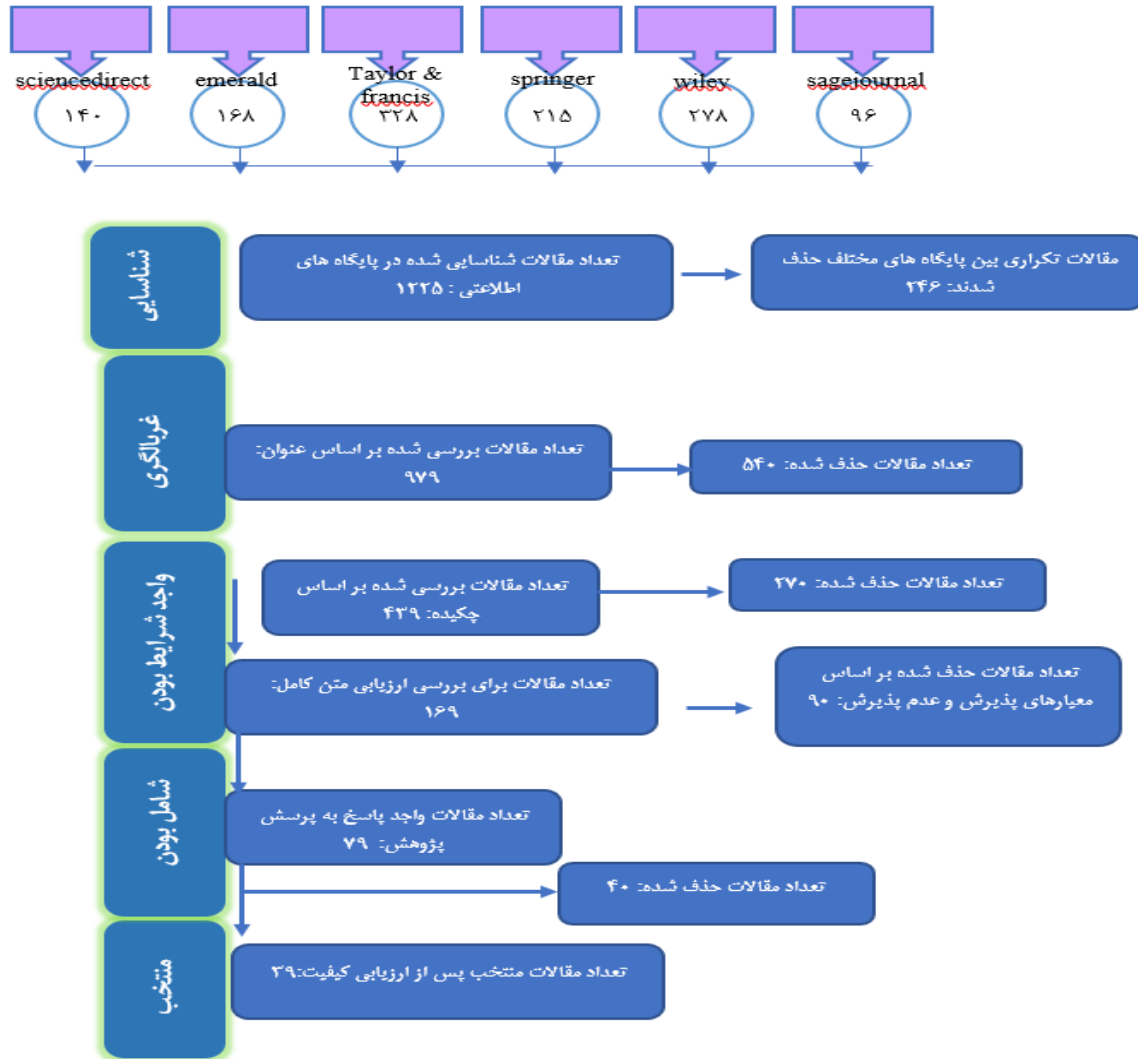 sciencedirect
emerald
Taylor &
francis
springer
wiley
sagejournal
۱۴۰
۱۶۸
۳۲۸
۲۱۵
۲۷۸
۹۶
شناسایی
تعداد مقالات شناسایی شده در پایگاه های
اطلاعتی : ۱۲۲۵
مقالات تکراری بین پایگاه های مختلف حذف
شدند: ۲۴۶
غربالگری
تعداد مقالات بررسی شده بر اساس عنوان:
۹۷۹
تعداد مقالات حذف شده: ۵۴۰
واجد شرایط بودن
تعداد مقالات بررسی شده بر اساس
چکیده: ۴۳۹
تعداد مقالات حذف شده: ۲۷۰
تعداد مقالات برای بررسی ارزیابی متن کامل:
۱۶۹
تعداد مقالات حذف شده بر اساس
معیارهای پذیرش و عدم پذیرش: ۹۰
شامل بودن
تعداد مقالات واجد پاسخ به پرسش
پژوهش: ۷۹
تعداد مقالات حذف شده: ۴۰
منتخب
تعداد مقالات منتخب پس از ارزیابی کیفیت:۳۹